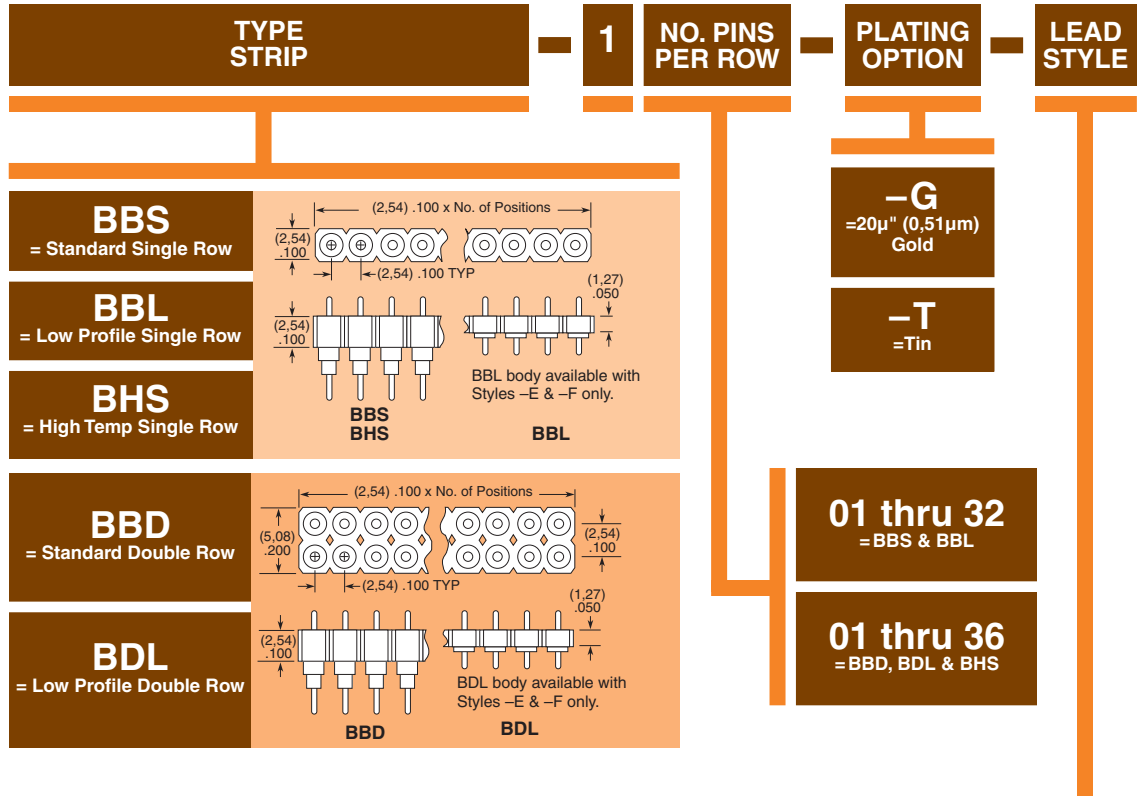 TYPE
STRIP
1
NO. PINS
PER ROW
PLATING
OPTION
LEAD
STYLE
BBS
= Standard Single Row
BBL
= Low Profile Single Row
BHS
= High Temp Single Row
(2,54) .100 x No. of Positions
(2,54)
.100
(2,54) .100 TYP
(2,54)
.100
(1,27)
.050
BBL body available with
Styles –E & –F only.
BBS
BHS
BBL
BBD
= Standard Double Row
BDL
= Low Profile Double Row
(2,54) .100 x No. of Positions
(5,08)
.200
(2,54)
.100
(2,54) .100 TYP
(2,54)
.100
(1,27)
.050
BDL body available with
Styles –E & –F only.
BBD
BDL
–G
=20µ" (0,51µm)
Gold
–T
=Tin
01 thru 32
=BBS & BBL
01 thru 36
=BBD, BDL & BHS